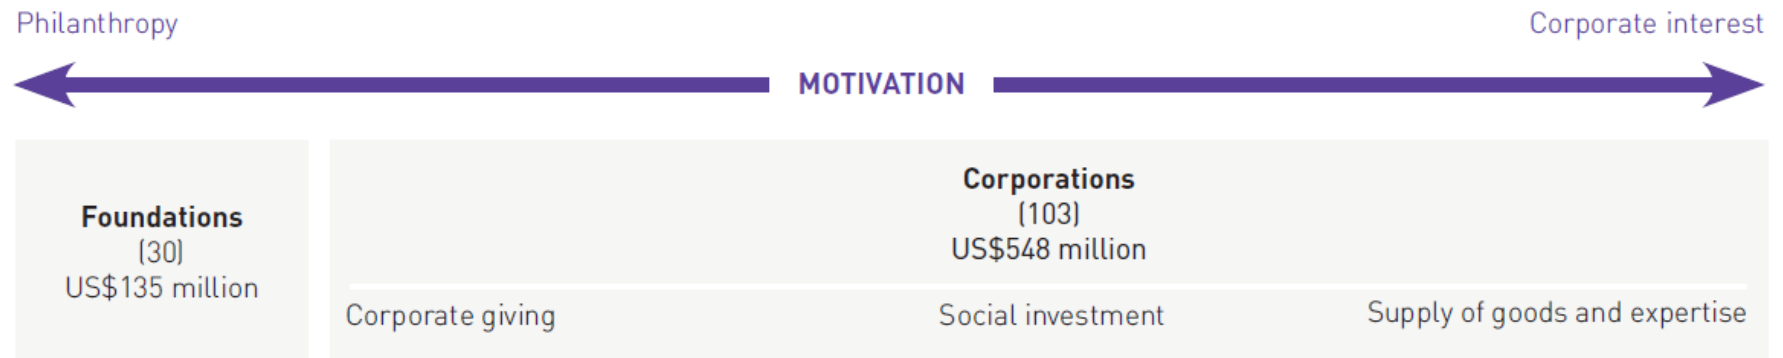 Philanthropy
Corporate interest
MOTIVATION
Foundations
(30)
US$135 million
Corporations
(103)
US$548 million
Corporate giving
Social investment
Supply of goods and expertise